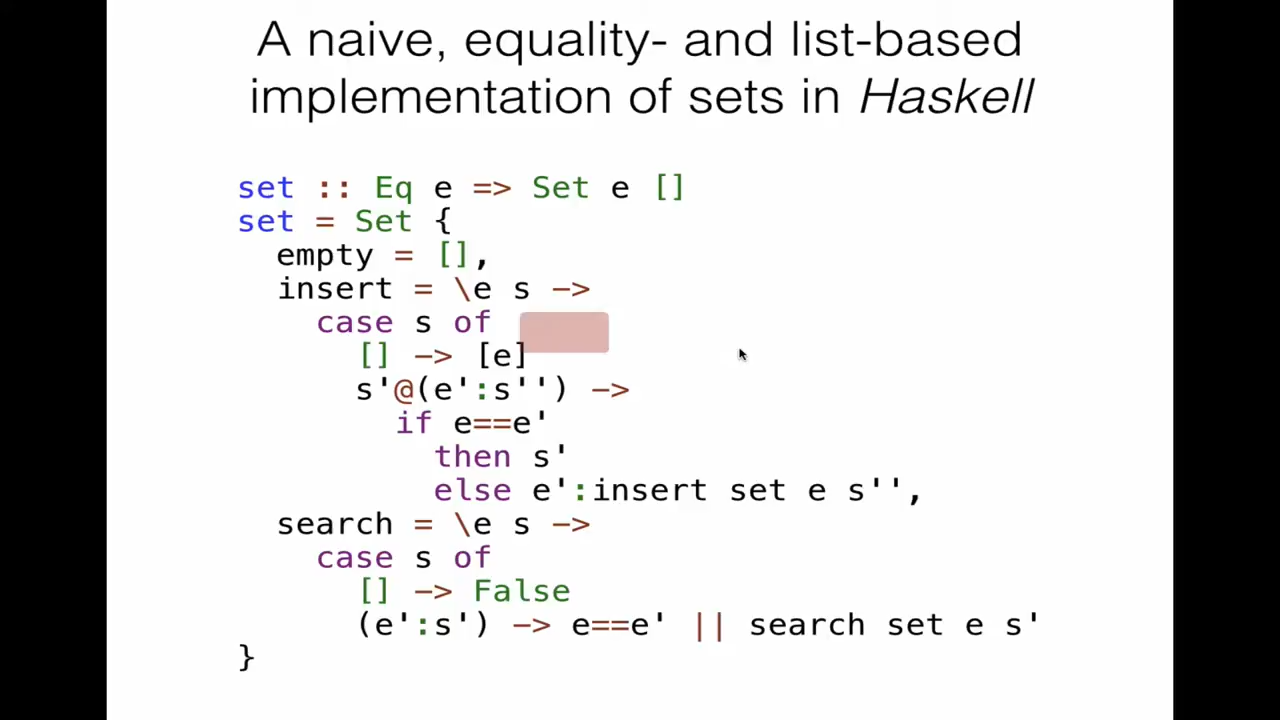 A naive, equality- and list-based
implementation of sets in Haskell
set :: Eq e => Set e []
set = Set {
  empty = [],
  insert = \e s ->
    case s of
      [] -> [e]
      s'@(e':s'') ->
        if e==e'
          then s'
          else e':insert set e s'',
  search = \e s ->
    case s of
      [] -> False
      (e':s') -> e==e' || search set e s'
}